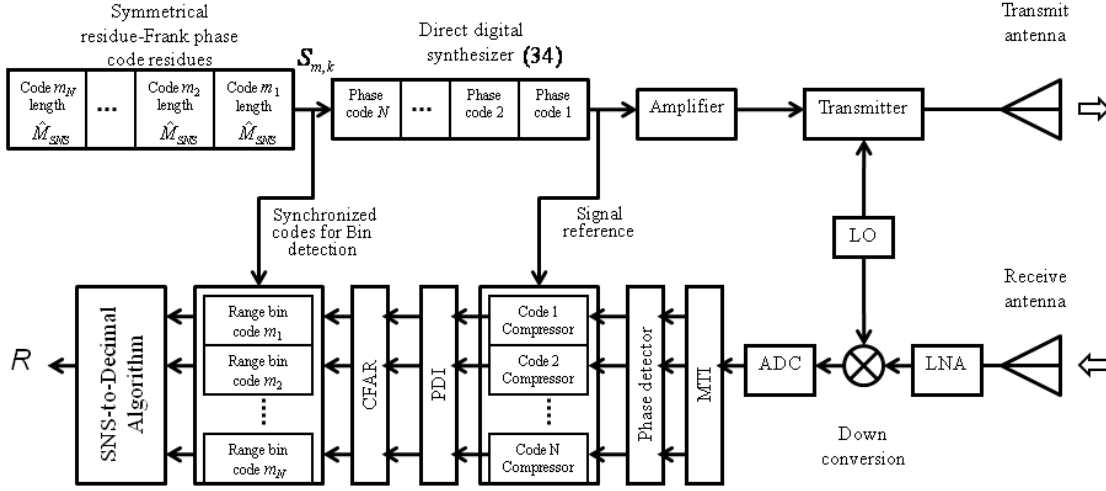 Symmetrical
residue-Frank phase
code residues
Code m_N
length
M̂_SNS
...
Code m_2
length
M̂_SNS
Code m_1
length
M̂_SNS
S_{m,k}
Direct digital
synthesizer (34)
Phase
code N
...
Phase
code 2
Phase
code 1
Amplifier
Transmitter
Transmit
antenna
Synchronized
codes for Bin
detection
Signal
reference
LO
Receive
antenna
R
SNS-to-Decimal
Algorithm
Range bin
code m_1
Range bin
code m_2
Range bin
code m_N
CFAR
PDI
Code 1
Compressor
Code 2
Compressor
Code N
Compressor
Phase detector
MTI
ADC
LNA
Down
conversion